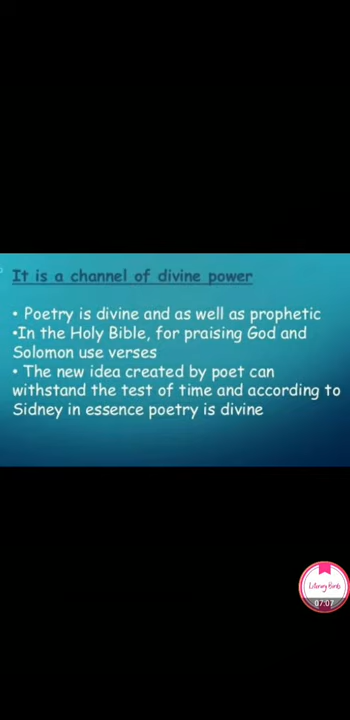 It is a channel of divine power
• Poetry is divine and as well as prophetic
•In the Holy Bible, for praising God and
Solomon use verses
• The new idea created by poet can
withstand the test of time and according to
Sidney in essence poetry is divine
Literary Birds
07:07